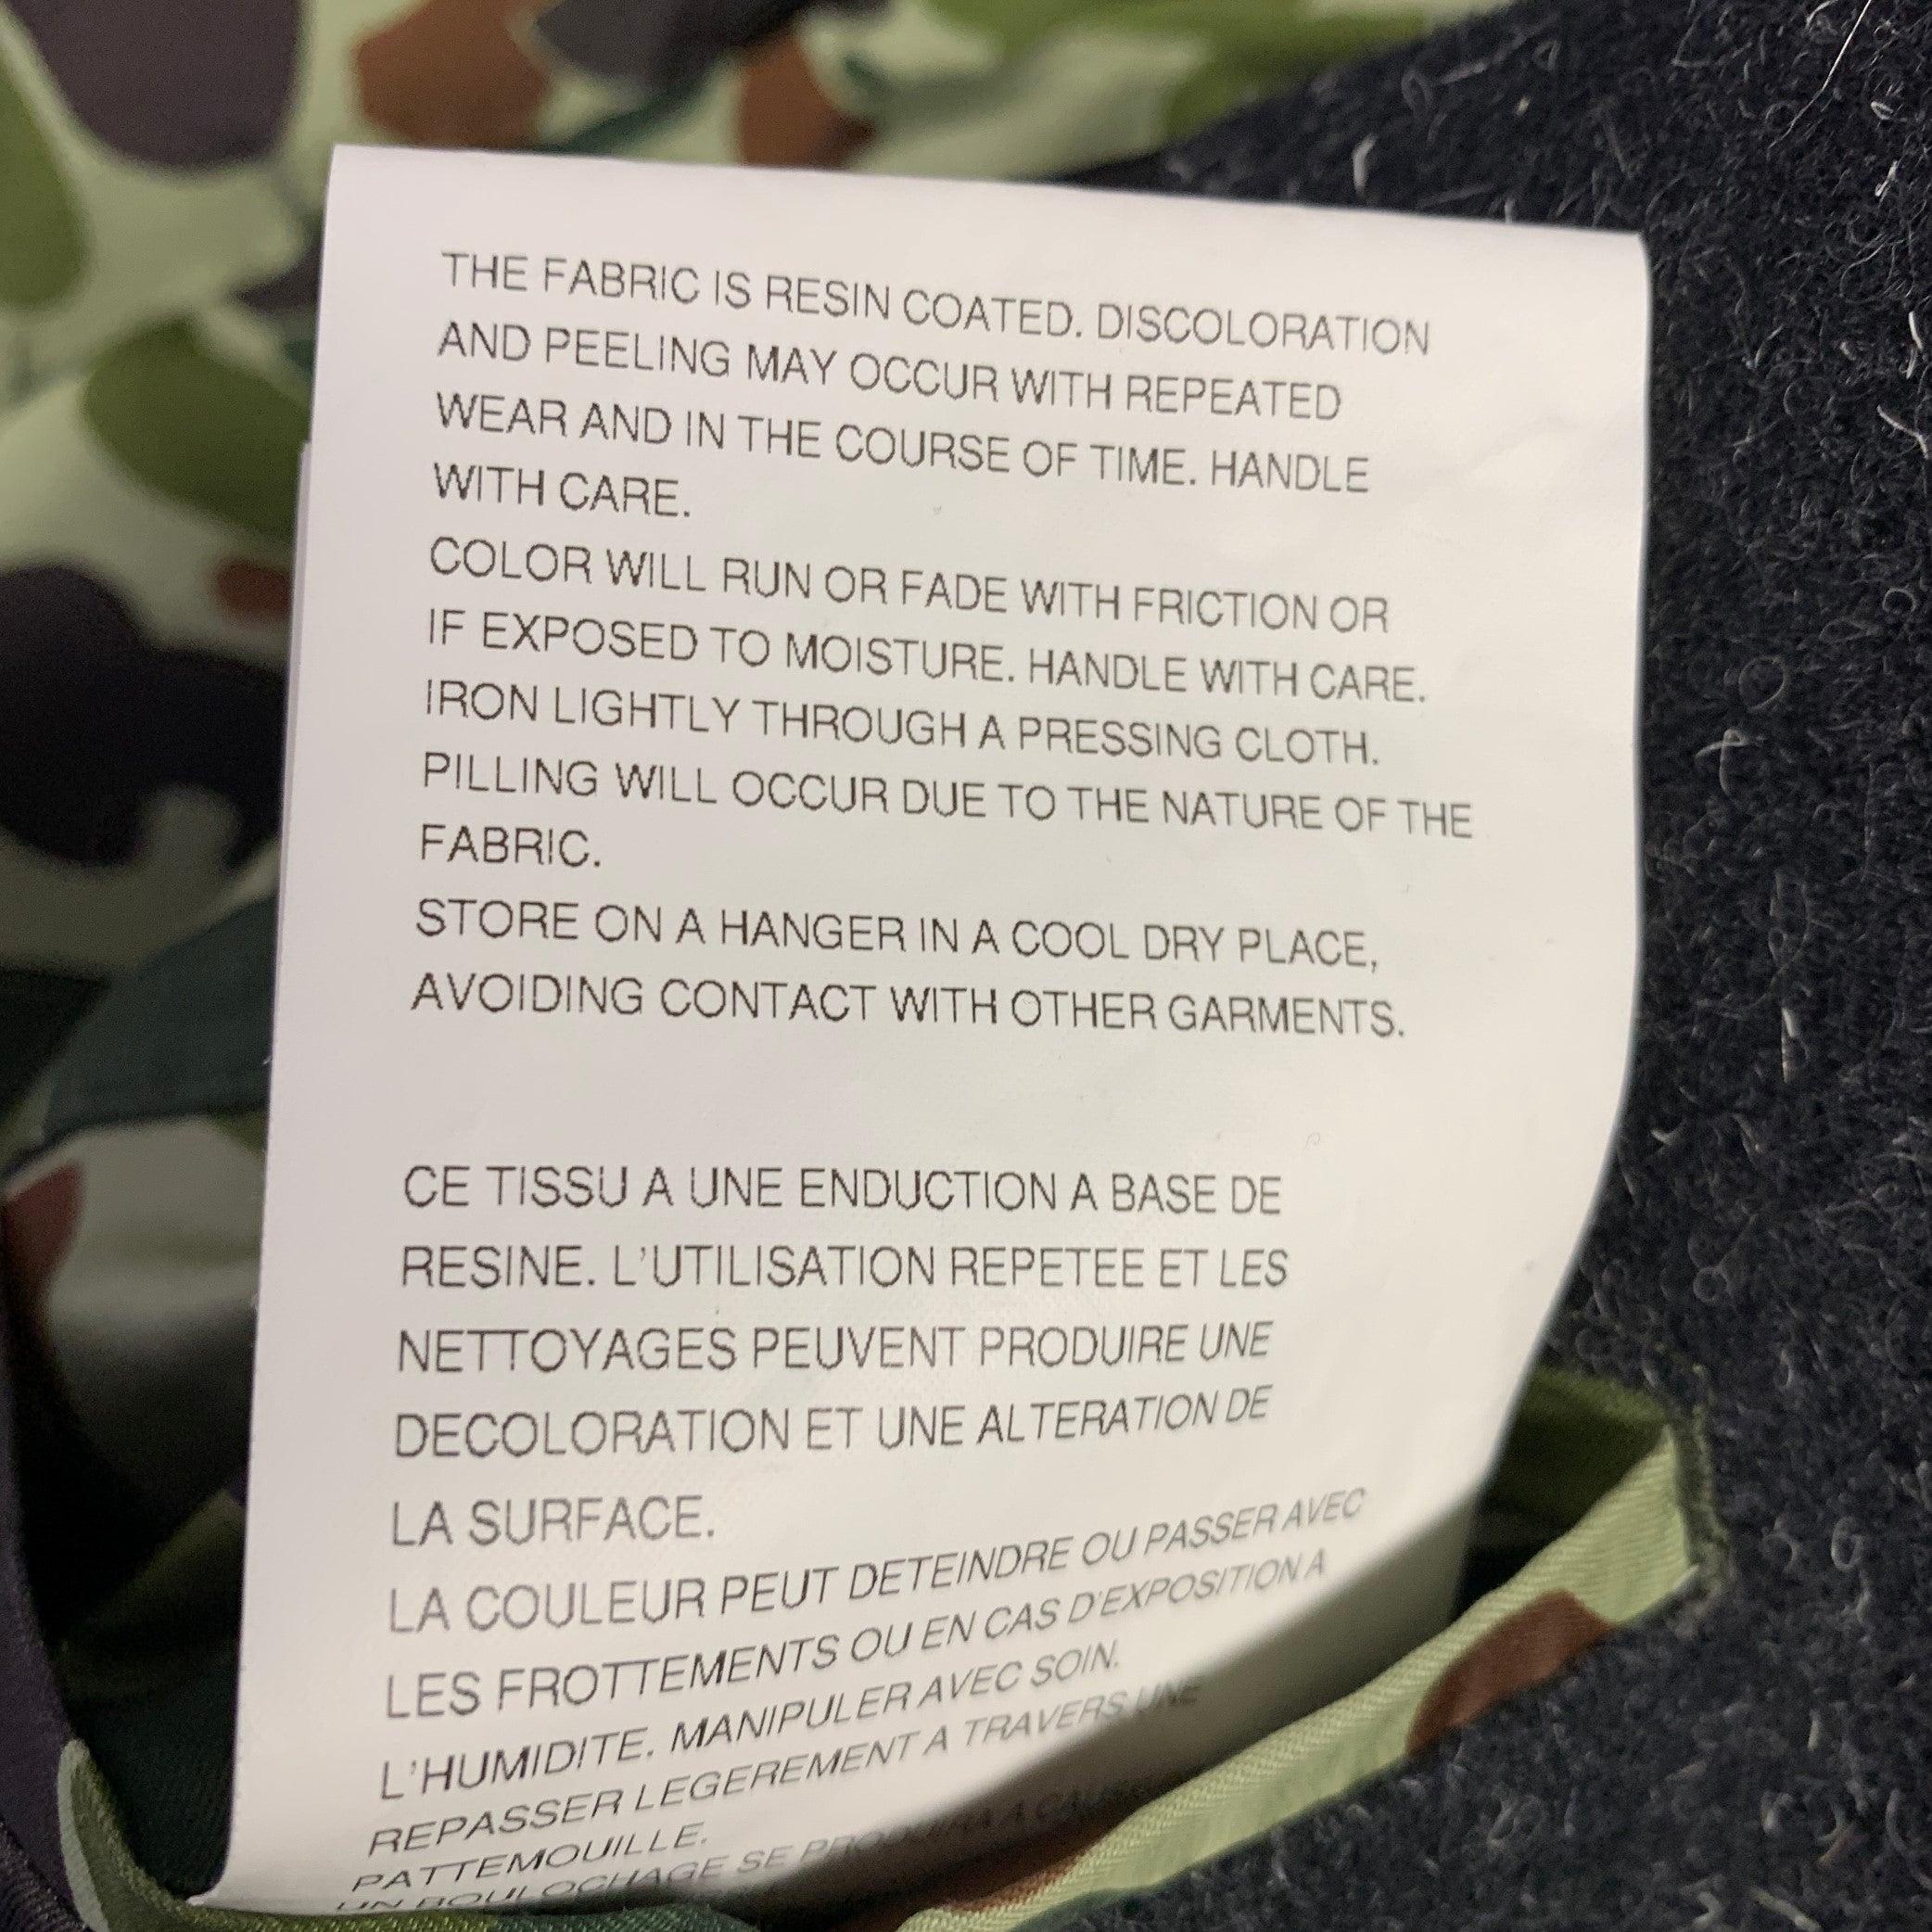 THE FABRIC IS RESIN COATED. DISCOLORATION
AND PEELING MAY OCCUR WITH REPEATED
WEAR AND IN THE COURSE OF TIME. HANDLE
WITH CARE.
COLOR WILL RUN OR FADE WITH FRICTION OR
IF EXPOSED TO MOISTURE. HANDLE WITH CARE.
IRON LIGHTLY THROUGH A PRESSING CLOTH.
PILLING WILL OCCUR DUE TO THE NATURE OF THE
FABRIC.
STORE ON A HANGER IN A COOL DRY PLACE,
AVOIDING CONTACT WITH OTHER GARMENTS.
CE TISSU A UNE ENDUCTION A BASE DE
RESINE. L'UTILISATION REPETEE ET LES
NETTOYAGES PEUVENT PRODUIRE UNE
DECOLORATION ET UNE ALTERATION DE
LA SURFACE.
LA COULEUR PEUT DETEINDRE OU PASSER AVEC
LES FROTTEMENTS OU EN CAS D'EXPOSITION A
L'HUMIDITE. MANIPULER AVEC SOIN.
REPASSER LEGEREMENT A TRAVERS UNE
PATTEMOUILLE.
UN BOULOCHAGE SE PRODUIRA A